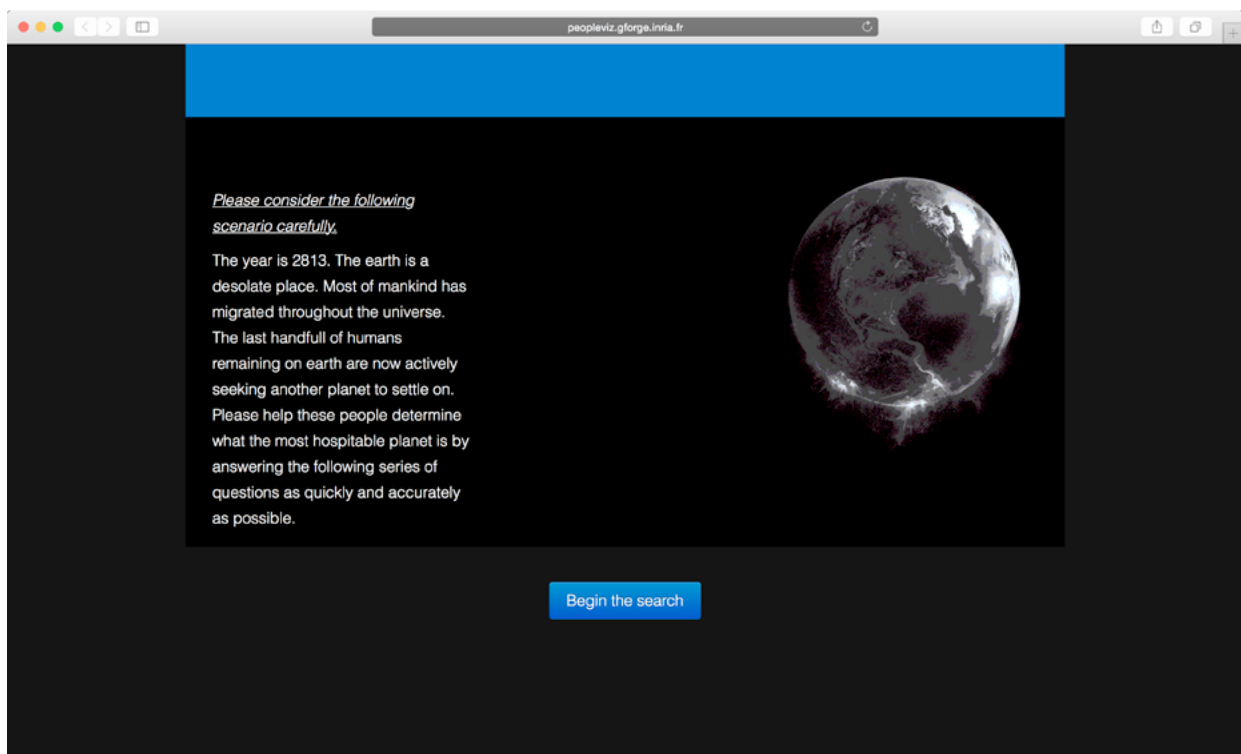 peopleviz.gforge.inria.fr
Please consider the following
scenario carefully.
The year is 2813. The earth is a
desolate place. Most of mankind has
migrated throughout the universe.
The last handfull of humans
remaining on earth are now actively
seeking another planet to settle on.
Please help these people determine
what the most hospitable planet is by
answering the following series of
questions as quickly and accurately
as possible.
Begin the search